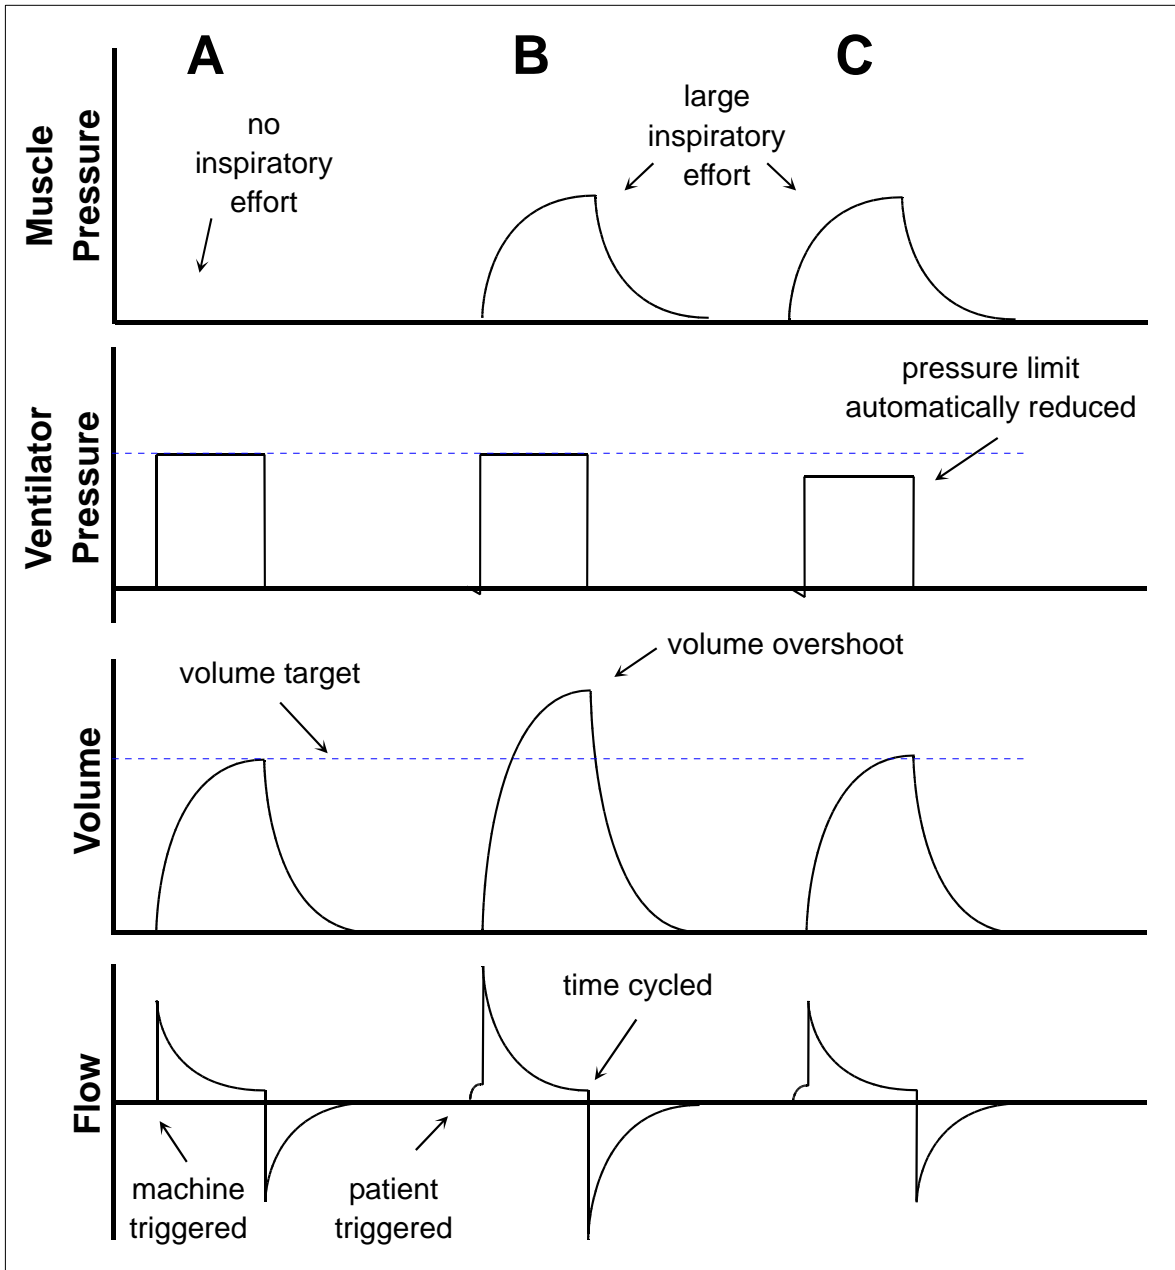 A
B
C
Muscle
Pressure
no
inspiratory
effort
large
inspiratory
effort
Ventilator
Pressure
pressure limit
automatically reduced
Volume
volume target
volume overshoot
Flow
time cycled
machine
triggered
patient
triggered